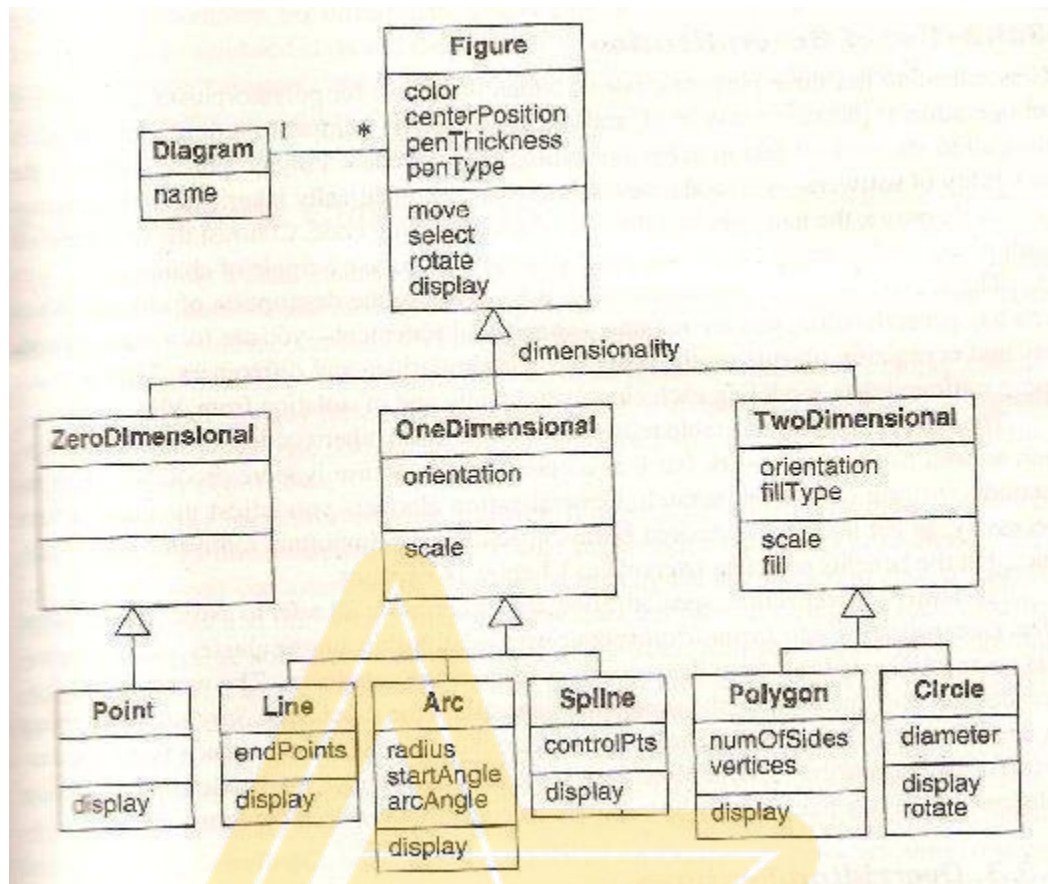 Figure
color
centerPosition
penThickness
penType
move
select
rotate
display
Diagram
name
1
*
dimensionality
ZeroDimensional
OneDimensional
orientation
scale
TwoDimensional
orientation
fillType
scale
fill
Point
display
Line
endPoints
display
Arc
radius
startAngle
arcAngle
display
Spline
controlPts
display
Polygon
numOfSides
vertices
display
Circle
diameter
display
rotate